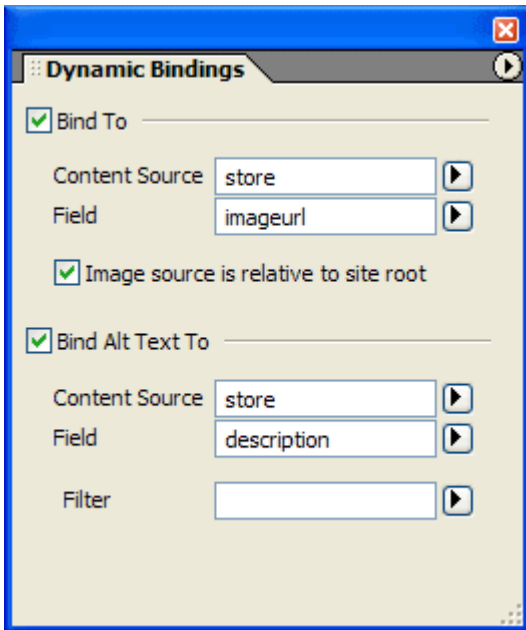 Dynamic Bindings
Bind To
Content Source store
Field imageurl
Image source is relative to site root
Bind Alt Text To
Content Source store
Field description
Filter